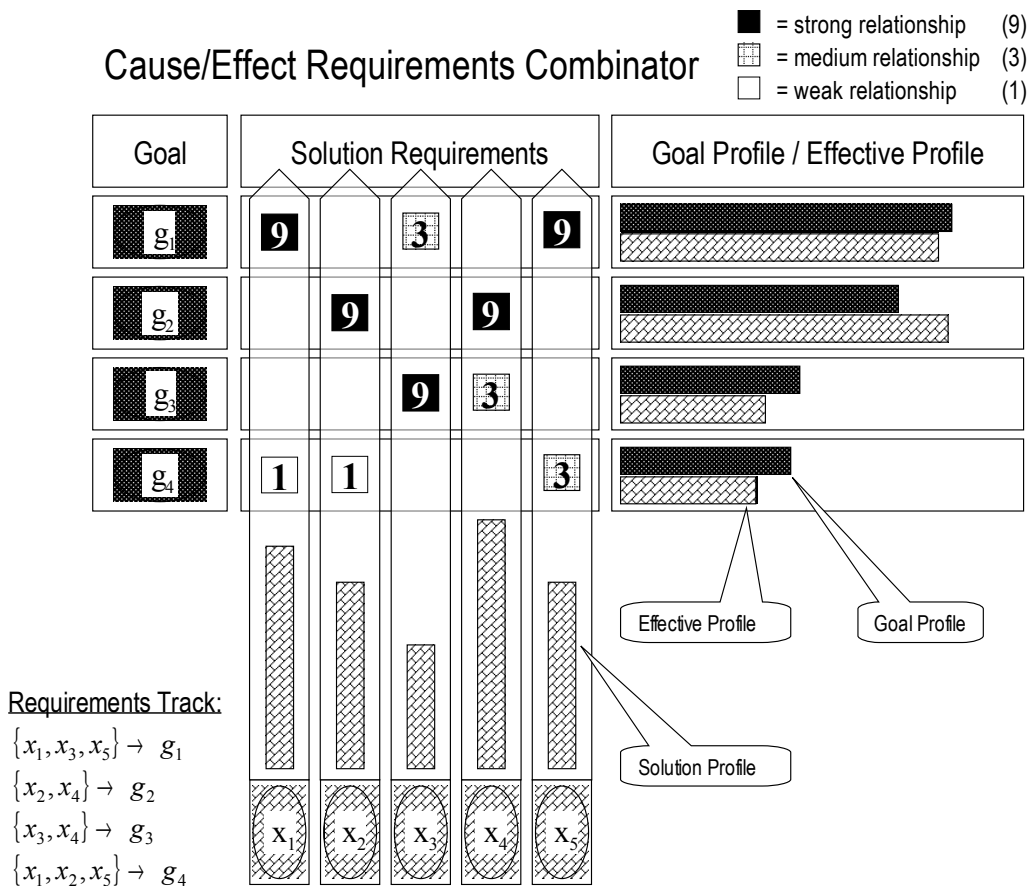 = strong relationship (9)
Cause/Effect Requirements Combinator
= medium relationship (3)
= weak relationship (1)
Goal Solution Requirements Goal Profile / Effective Profile
g1 9 3 9
g2 9 9
g3 9 3
g4 1 1 3
Effective Profile Goal Profile
Requirements Track:
{x1, x3, x5} → g1
Solution Profile
{x2, x4} → g2
{x3, x4} → g3
{x1, x2, x5} → g4
x1 x2 x3 x4 x5